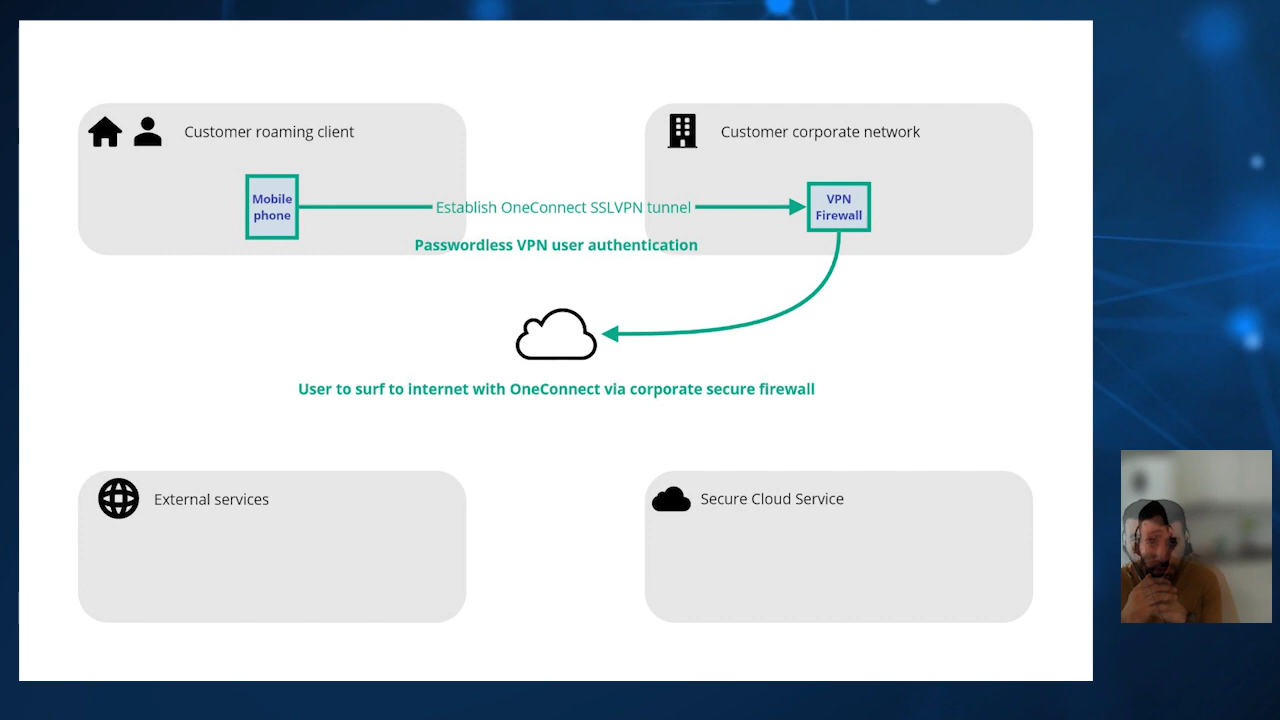 Customer roaming client
Customer corporate network
Mobile
phone
Establish OneConnect SSLVPN tunnel
VPN
Firewall
Passwordless VPN user authentication
User to surf to internet with OneConnect via corporate secure firewall
External services
Secure Cloud Service